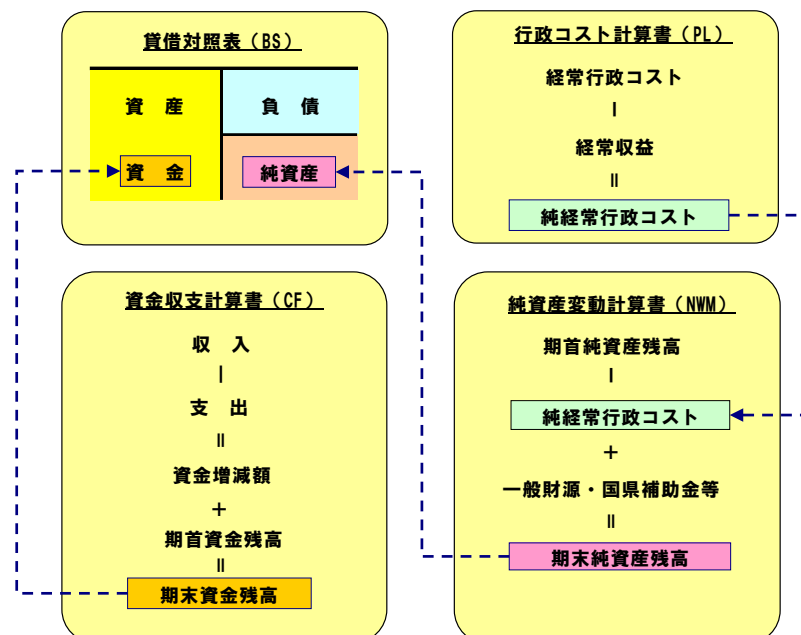 貸借対照表（BS）
資　産
負　債
資　金
純資産
行政コスト計算書（PL）
経常行政コスト
－
経常収益
＝
純経常行政コスト
資金収支計算書（CF）
収　入
－
支　出
＝
資金増減額
＋
期首資金残高
＝
期末資金残高
純資産変動計算書（NWM）
期首純資産残高
－
純経常行政コスト
＋
一般財源・国県補助金等
＝
期末純資産残高